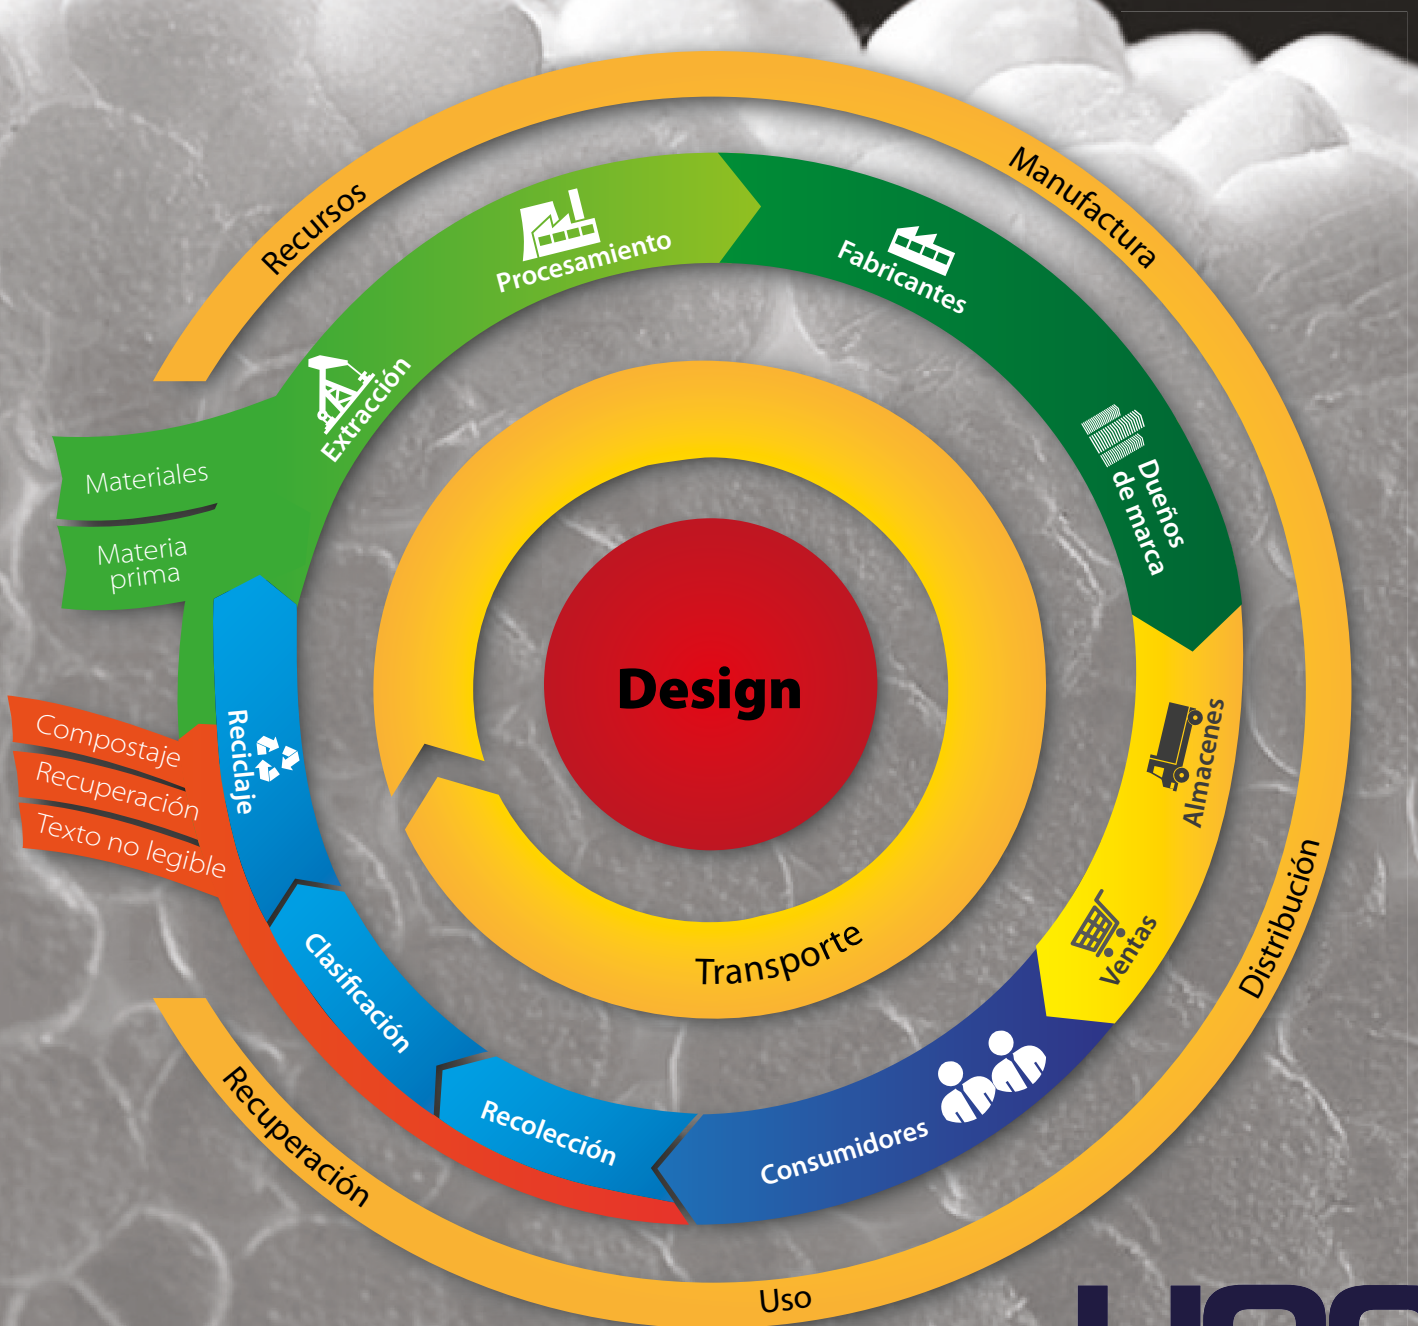 Recursos
Manufactura
Distribución
Uso
Recuperación
Materiales
Materia
prima
Extracción
Procesamiento
Fabricantes
Dueños
de marca
Almacenes
Ventas
Consumidores
Recolección
Clasificación
Reciclaje
Compostaje
Recuperación
Texto no legible
Transporte
Design